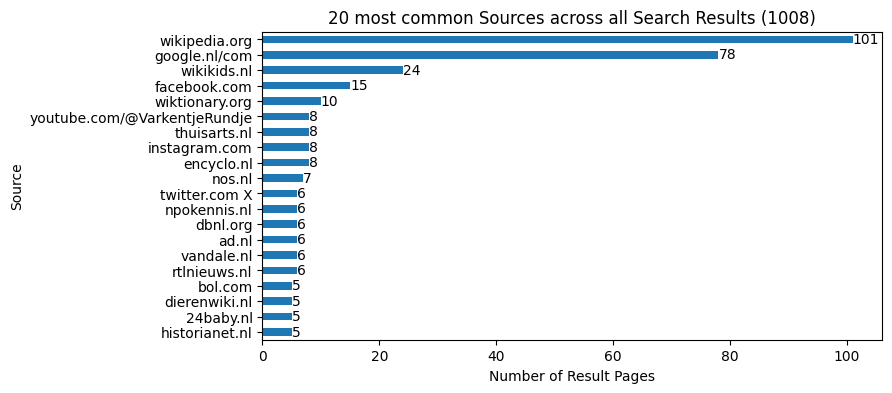 20 most common Sources across all Search Results (1008)
wikipedia.org 101
google.nl/com 78
wikikids.nl 24
facebook.com 15
wiktionary.org 10
youtube.com/@VarkentjeRundje 8
thuisarts.nl 8
instagram.com 8
encyclo.nl 8
nos.nl 7
twitter.com X 6
npokennis.nl 6
dbnl.org 6
ad.nl 6
vandale.nl 6
rtlnieuws.nl 6
bol.com 5
dierenwiki.nl 5
24baby.nl 5
historianet.nl 5
Source
0 20 40 60 80 100
Number of Result Pages